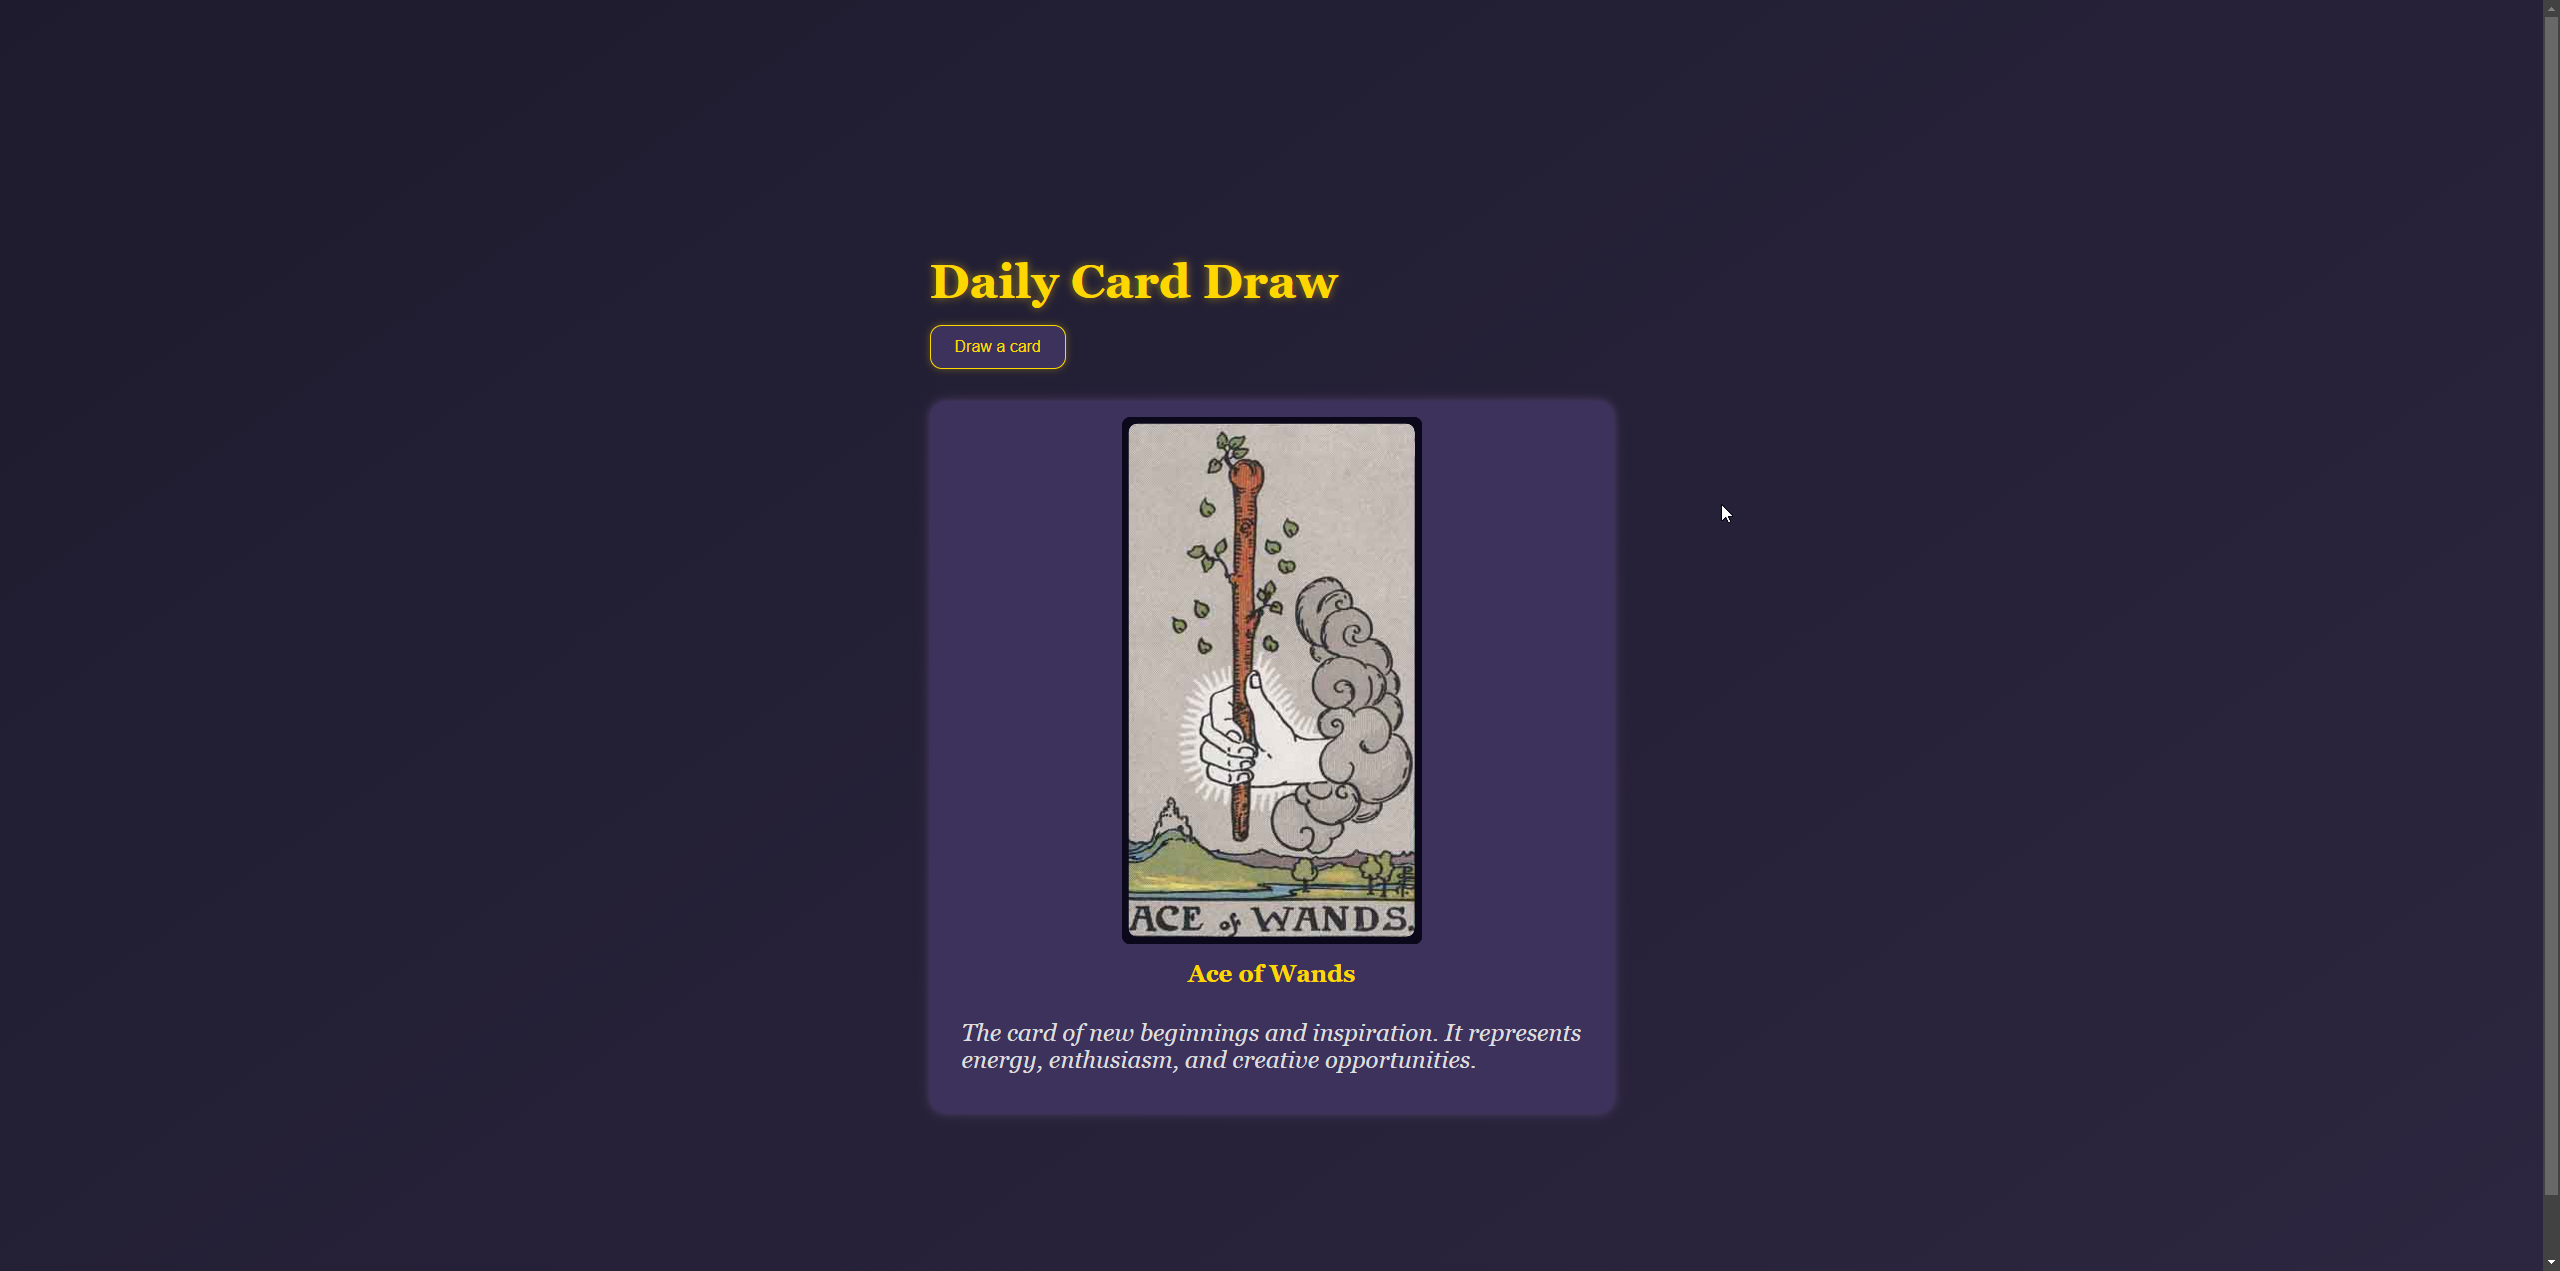 Daily Card Draw
Draw a card
ACE of WANDS.
Ace of Wands
The card of new beginnings and inspiration. It represents
energy, enthusiasm, and creative opportunities.